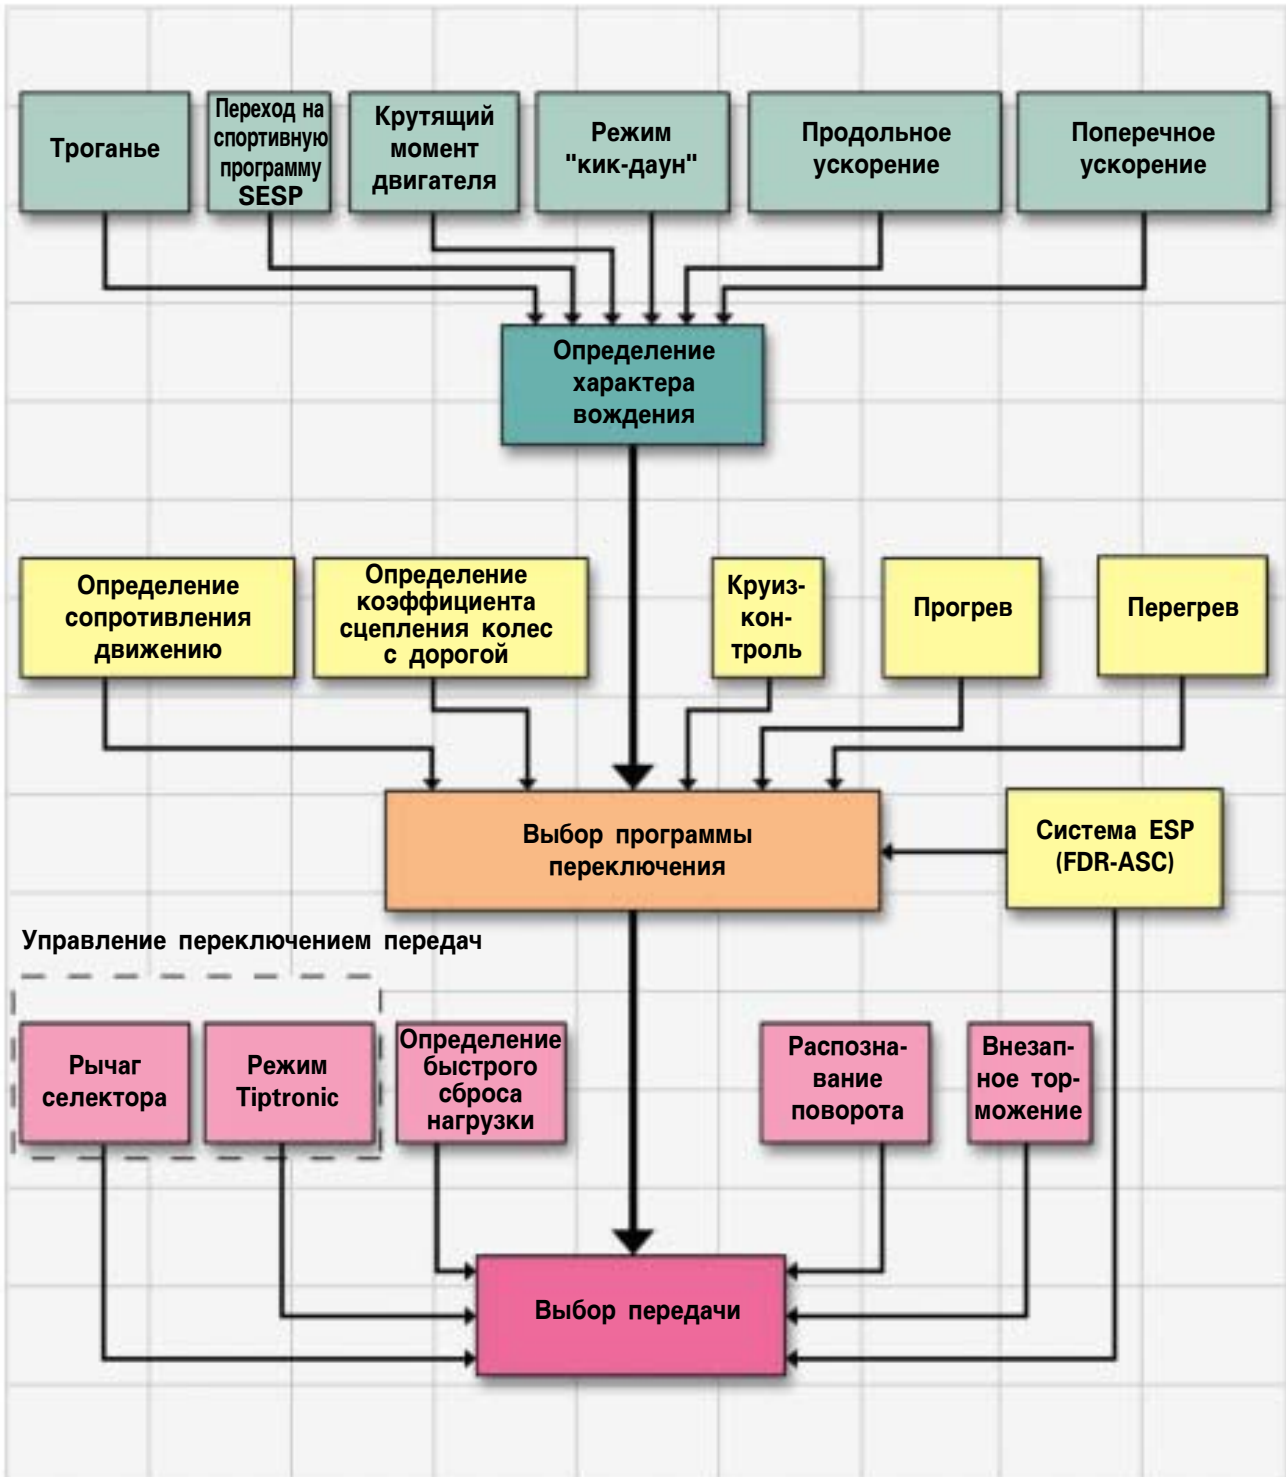 Троганье
Переход на
спортивную
программу
SESP
Крутящий
момент
двигателя
Режим
"кик-даун"
Продольное
ускорение
Поперечное
ускорение
Определение
характера
вождения
Определение
сопротивления
движению
Определение
коэффициента
сцепления колес
с дорогой
Круиз-
кон-
троль
Прогрев
Перегрев
Выбор программы
переключения
Система ESP
(FDR-ASC)
Управление переключением передач
Рычаг
селектора
Режим
Tiptronic
Определение
быстрого
сброса
нагрузки
Распозна-
вание
поворота
Внезап-
ное тор-
можение
Выбор передачи